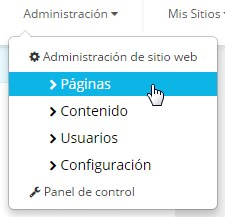 Administración Mis Sitios
Administración de sitio web
Páginas
Contenido
Usuarios
Configuración
Panel de control